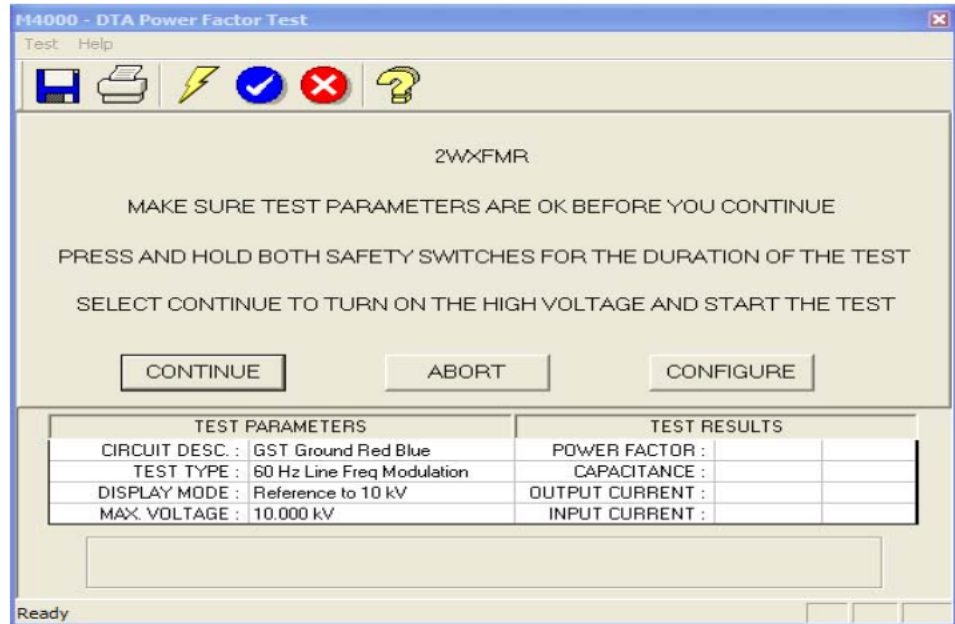 M4000 - DTA Power Factor Test
Test Help
2WXFMR
MAKE SURE TEST PARAMETERS ARE OK BEFORE YOU CONTINUE
PRESS AND HOLD BOTH SAFETY SWITCHES FOR THE DURATION OF THE TEST
SELECT CONTINUE TO TURN ON THE HIGH VOLTAGE AND START THE TEST
CONTINUE ABORT CONFIGURE
TEST PARAMETERS TEST RESULTS
CIRCUIT DESC. : GST Ground Red Blue POWER FACTOR :
TEST TYPE : 60 Hz Line Freq Modulation CAPACITANCE :
DISPLAY MODE : Reference to 10 kV OUTPUT CURRENT :
MAX. VOLTAGE : 10.000 kV INPUT CURRENT :
Ready